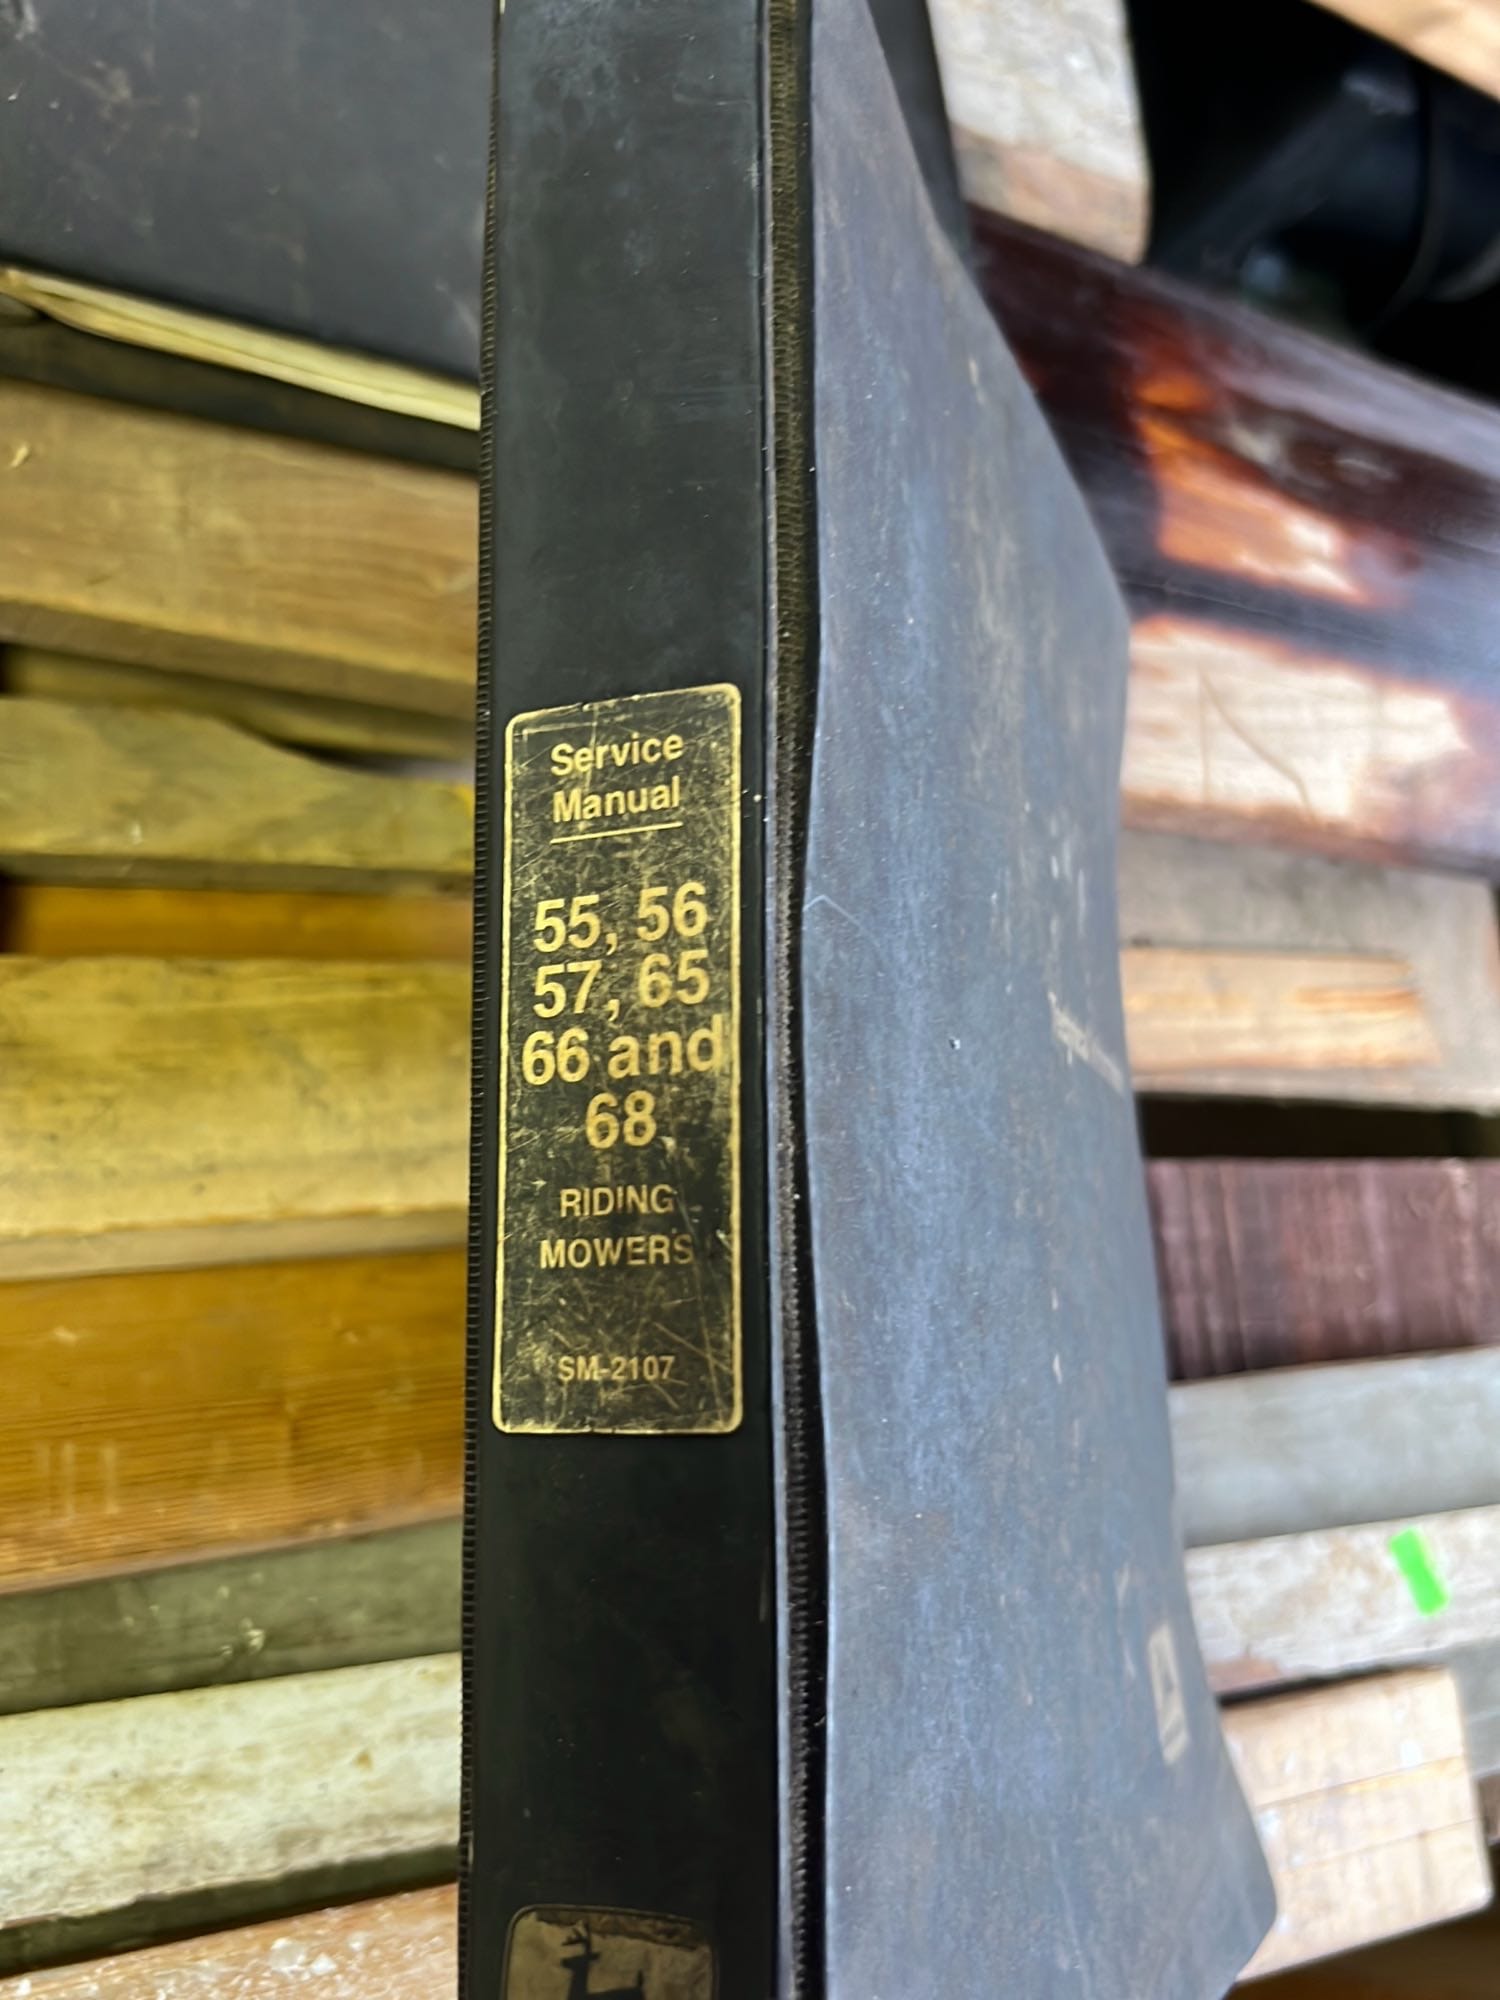 Service
Manual
55, 56
57, 65
66 and
68
RIDING
MOWERS
SM-2107